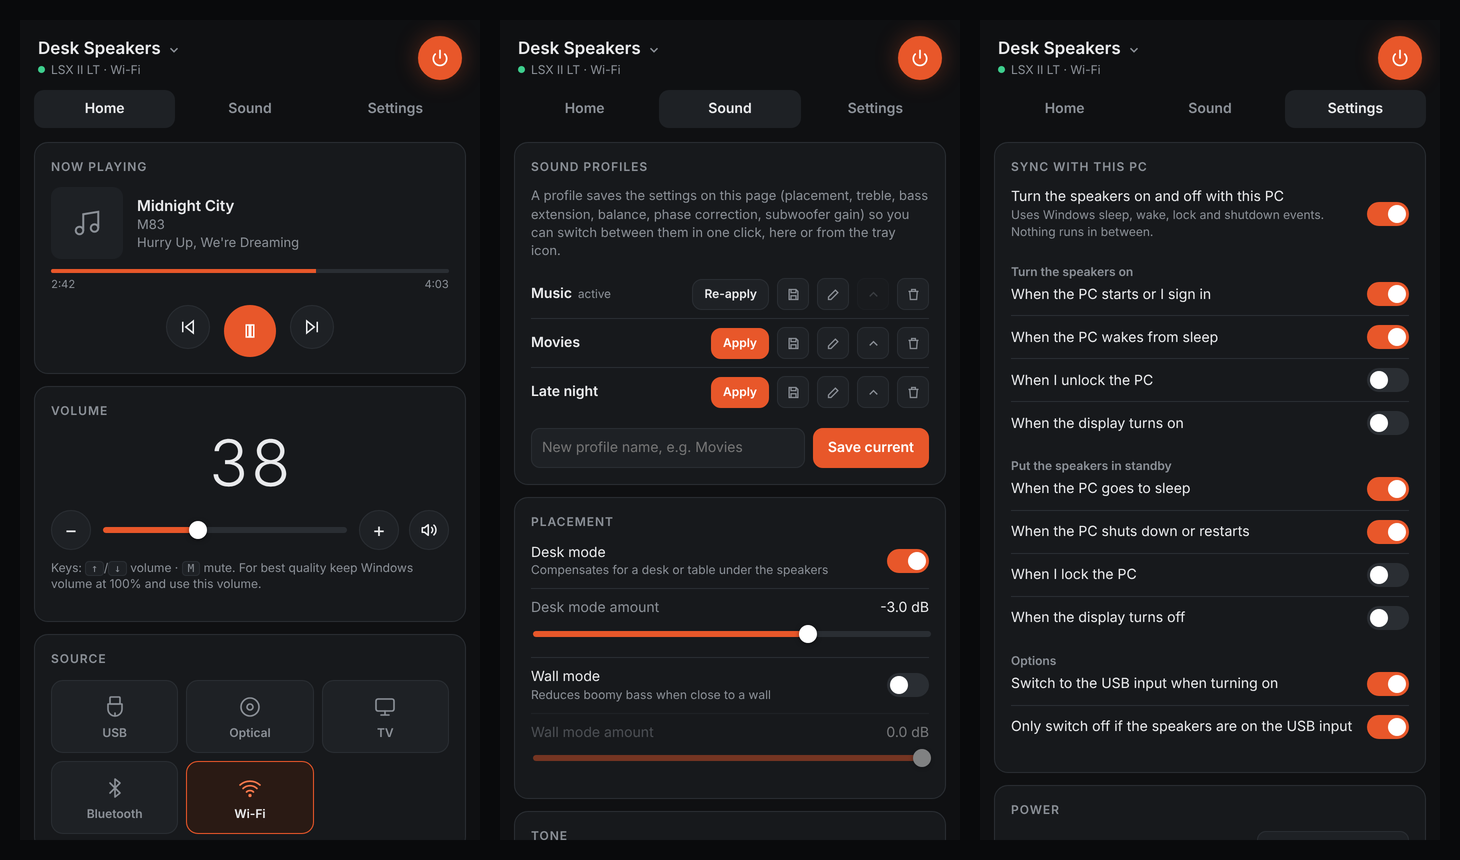 Desk Speakers
LSX II LT · Wi-Fi
Home
Sound
Settings
NOW PLAYING
Midnight City
M83
Hurry Up, We're Dreaming
2:42
4:03
VOLUME
38
Keys: ↑ / ↓ volume · M mute. For best quality keep Windows
volume at 100% and use this volume.
SOURCE
USB
Optical
TV
Bluetooth
Wi-Fi
Desk Speakers
LSX II LT · Wi-Fi
Home
Sound
Settings
SOUND PROFILES
A profile saves the settings on this page (placement, treble, bass
extension, balance, phase correction, subwoofer gain) so you
can switch between them in one click, here or from the tray
icon.
Music active
Re-apply
Movies
Apply
Late night
Apply
New profile name, e.g. Movies
Save current
PLACEMENT
Desk mode
Compensates for a desk or table under the speakers
Desk mode amount
-3.0 dB
Wall mode
Reduces boomy bass when close to a wall
Wall mode amount
0.0 dB
TONE
Desk Speakers
LSX II LT · Wi-Fi
Home
Sound
Settings
SYNC WITH THIS PC
Turn the speakers on and off with this PC
Uses Windows sleep, wake, lock and shutdown events.
Nothing runs in between.
Turn the speakers on
When the PC starts or I sign in
When the PC wakes from sleep
When I unlock the PC
When the display turns on
Put the speakers in standby
When the PC goes to sleep
When the PC shuts down or restarts
When I lock the PC
When the display turns off
Options
Switch to the USB input when turning on
Only switch off if the speakers are on the USB input
POWER